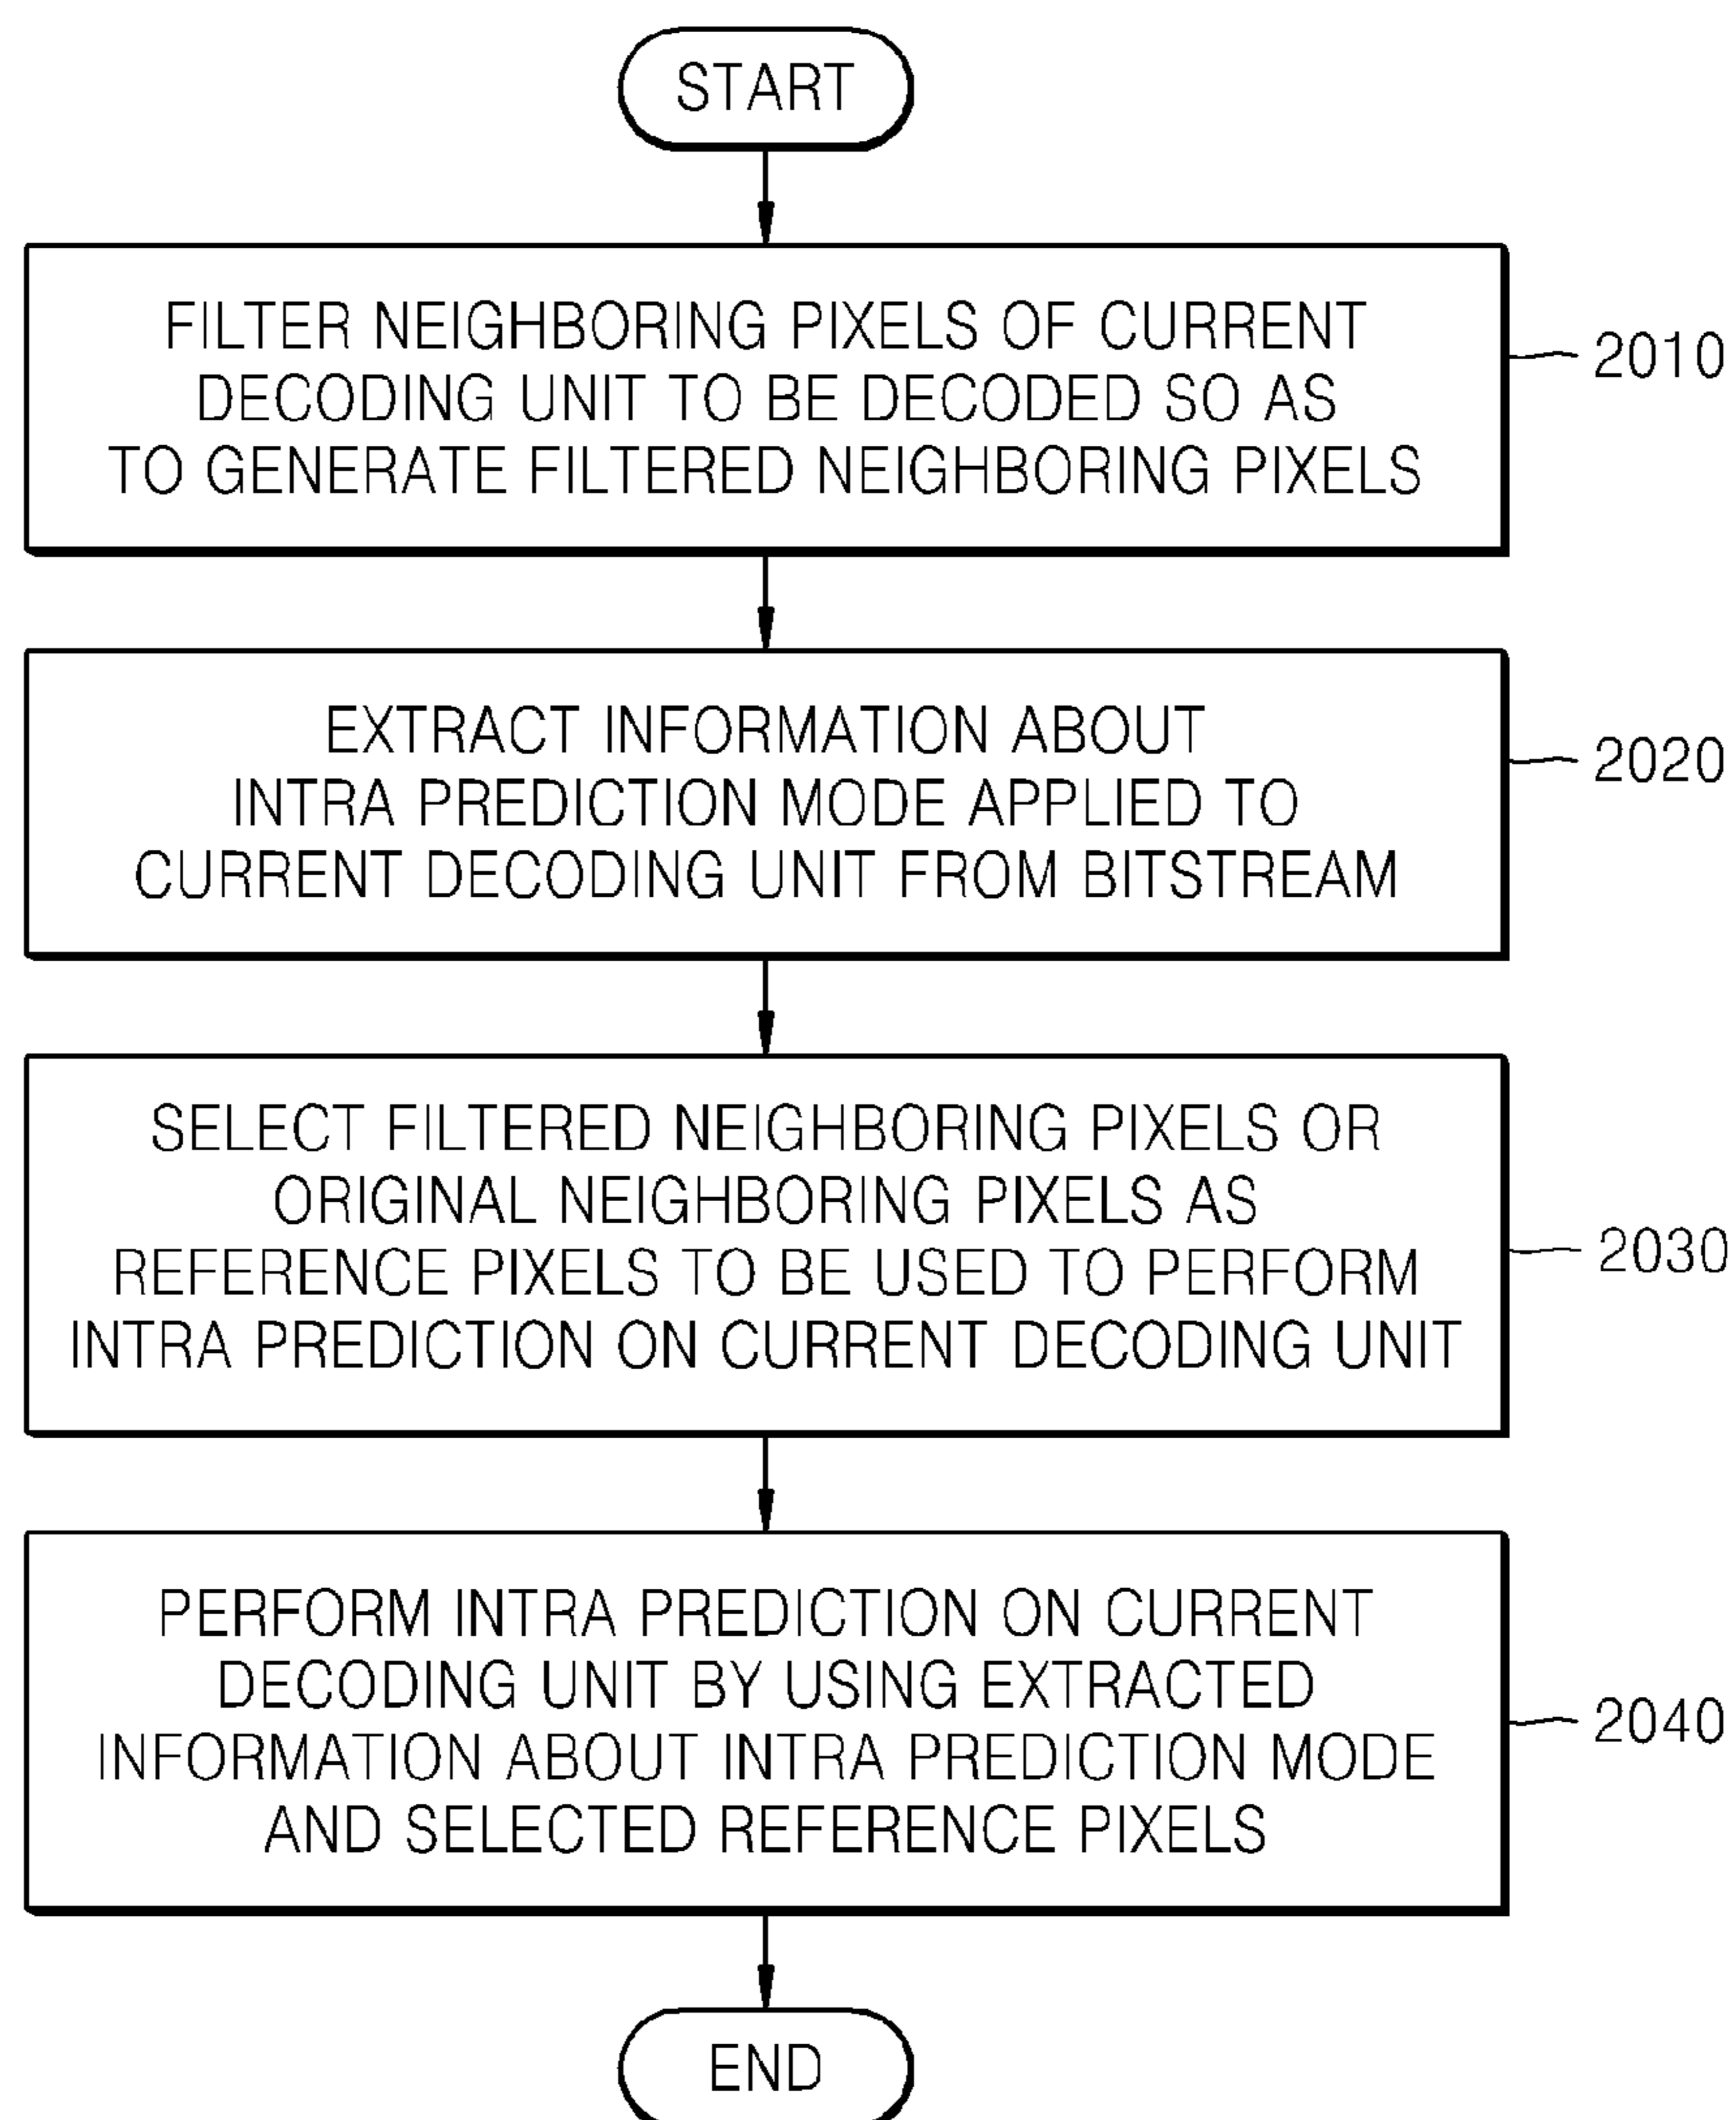 START
FILTER NEIGHBORING PIXELS OF CURRENT
DECODING UNIT TO BE DECODED SO AS
TO GENERATE FILTERED NEIGHBORING PIXELS
2010
EXTRACT INFORMATION ABOUT
INTRA PREDICTION MODE APPLIED TO
CURRENT DECODING UNIT FROM BITSTREAM
2020
SELECT FILTERED NEIGHBORING PIXELS OR
ORIGINAL NEIGHBORING PIXELS AS
REFERENCE PIXELS TO BE USED TO PERFORM
INTRA PREDICTION ON CURRENT DECODING UNIT
2030
PERFORM INTRA PREDICTION ON CURRENT
DECODING UNIT BY USING EXTRACTED
INFORMATION ABOUT INTRA PREDICTION MODE
AND SELECTED REFERENCE PIXELS
2040
END